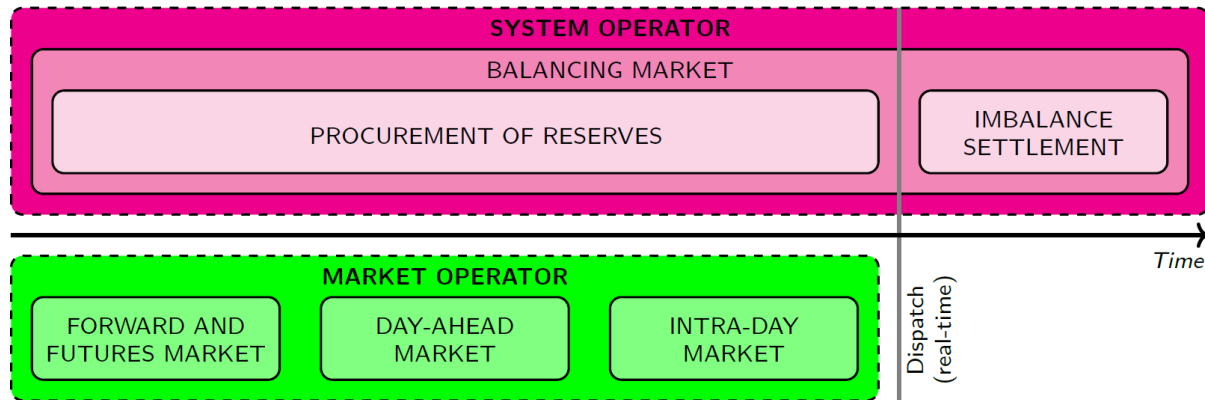 SYSTEM OPERATOR
BALANCING MARKET
PROCUREMENT OF RESERVES
IMBALANCE
SETTLEMENT
Time
MARKET OPERATOR
FORWARD AND
FUTURES MARKET
DAY-AHEAD
MARKET
INTRA-DAY
MARKET
Dispatch
(real-time)